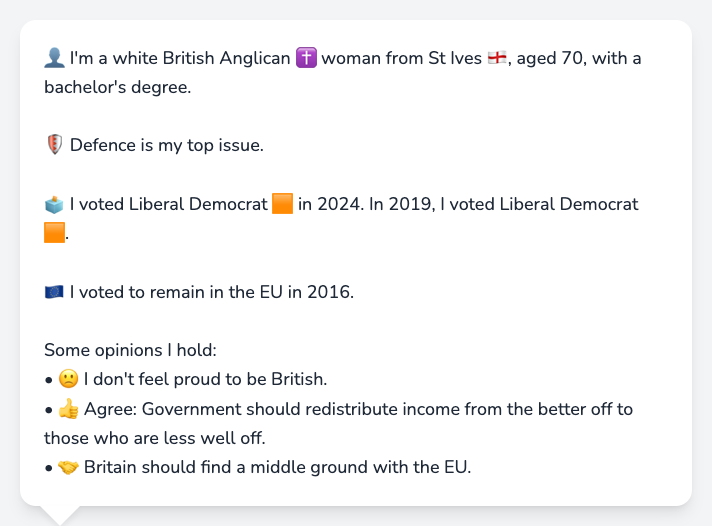 👤 I'm a white British Anglican ✝️ woman from St Ives 🏴󠁧󠁢󠁥󠁮󠁧󠁿, aged 70, with a
bachelor's degree.
🛡️ Defence is my top issue.
🗳️ I voted Liberal Democrat 🟧 in 2024. In 2019, I voted Liberal Democrat
🟧.
🇪🇺 I voted to remain in the EU in 2016.
Some opinions I hold:
• 🙁 I don't feel proud to be British.
• 👍 Agree: Government should redistribute income from the better off to
those who are less well off.
• 🤝 Britain should find a middle ground with the EU.